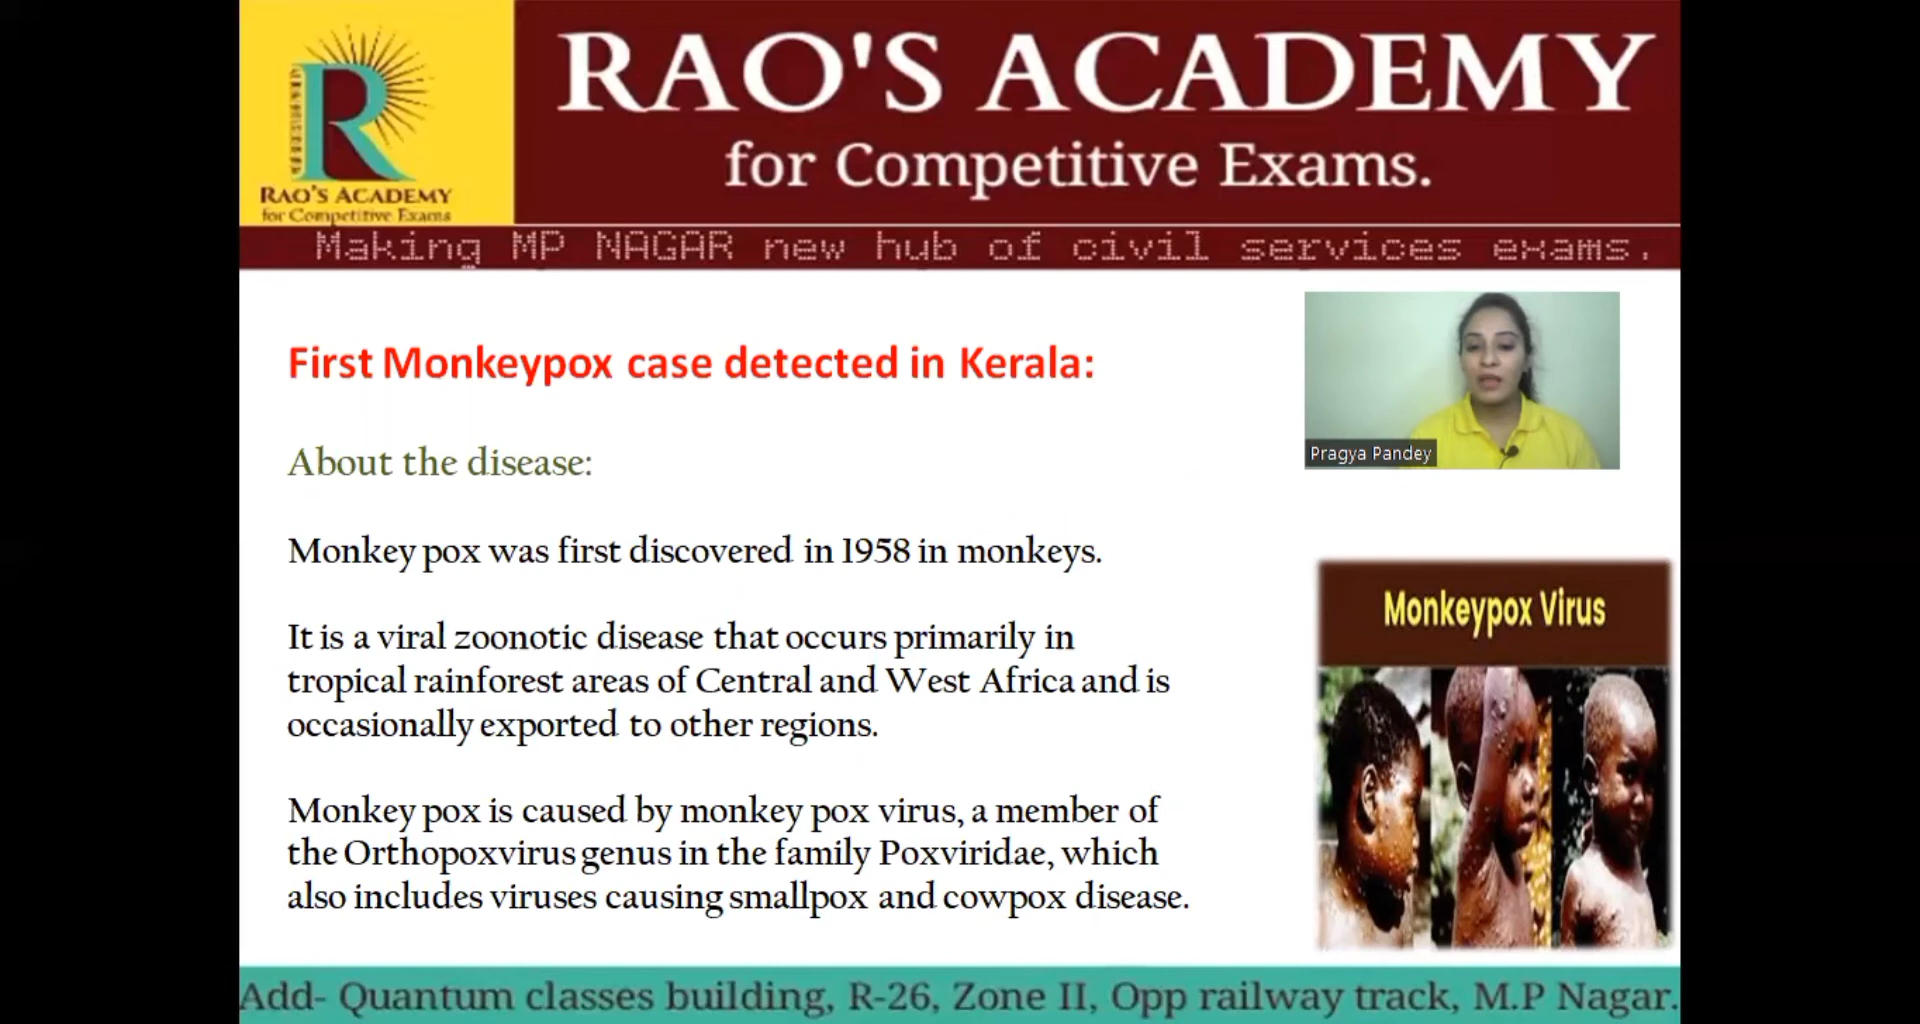 RAO'S ACADEMY
for Competitive Exams
RAO'S ACADEMY
for Competitive Exams.
Making MP NAGAR new hub of civil services exams.
First Monkeypox case detected in Kerala:
Pragya Pandey
About the disease:
Monkey pox was first discovered in 1958 in monkeys.
It is a viral zoonotic disease that occurs primarily in
tropical rainforest areas of Central and West Africa and is
occasionally exported to other regions.
Monkey pox is caused by monkey pox virus, a member of
the Orthopoxvirus genus in the family Poxviridae, which
also includes viruses causing smallpox and cowpox disease.
Monkeypox Virus
Add- Quantum classes building, R-26, Zone II, Opp railway track, M.P Nagar.